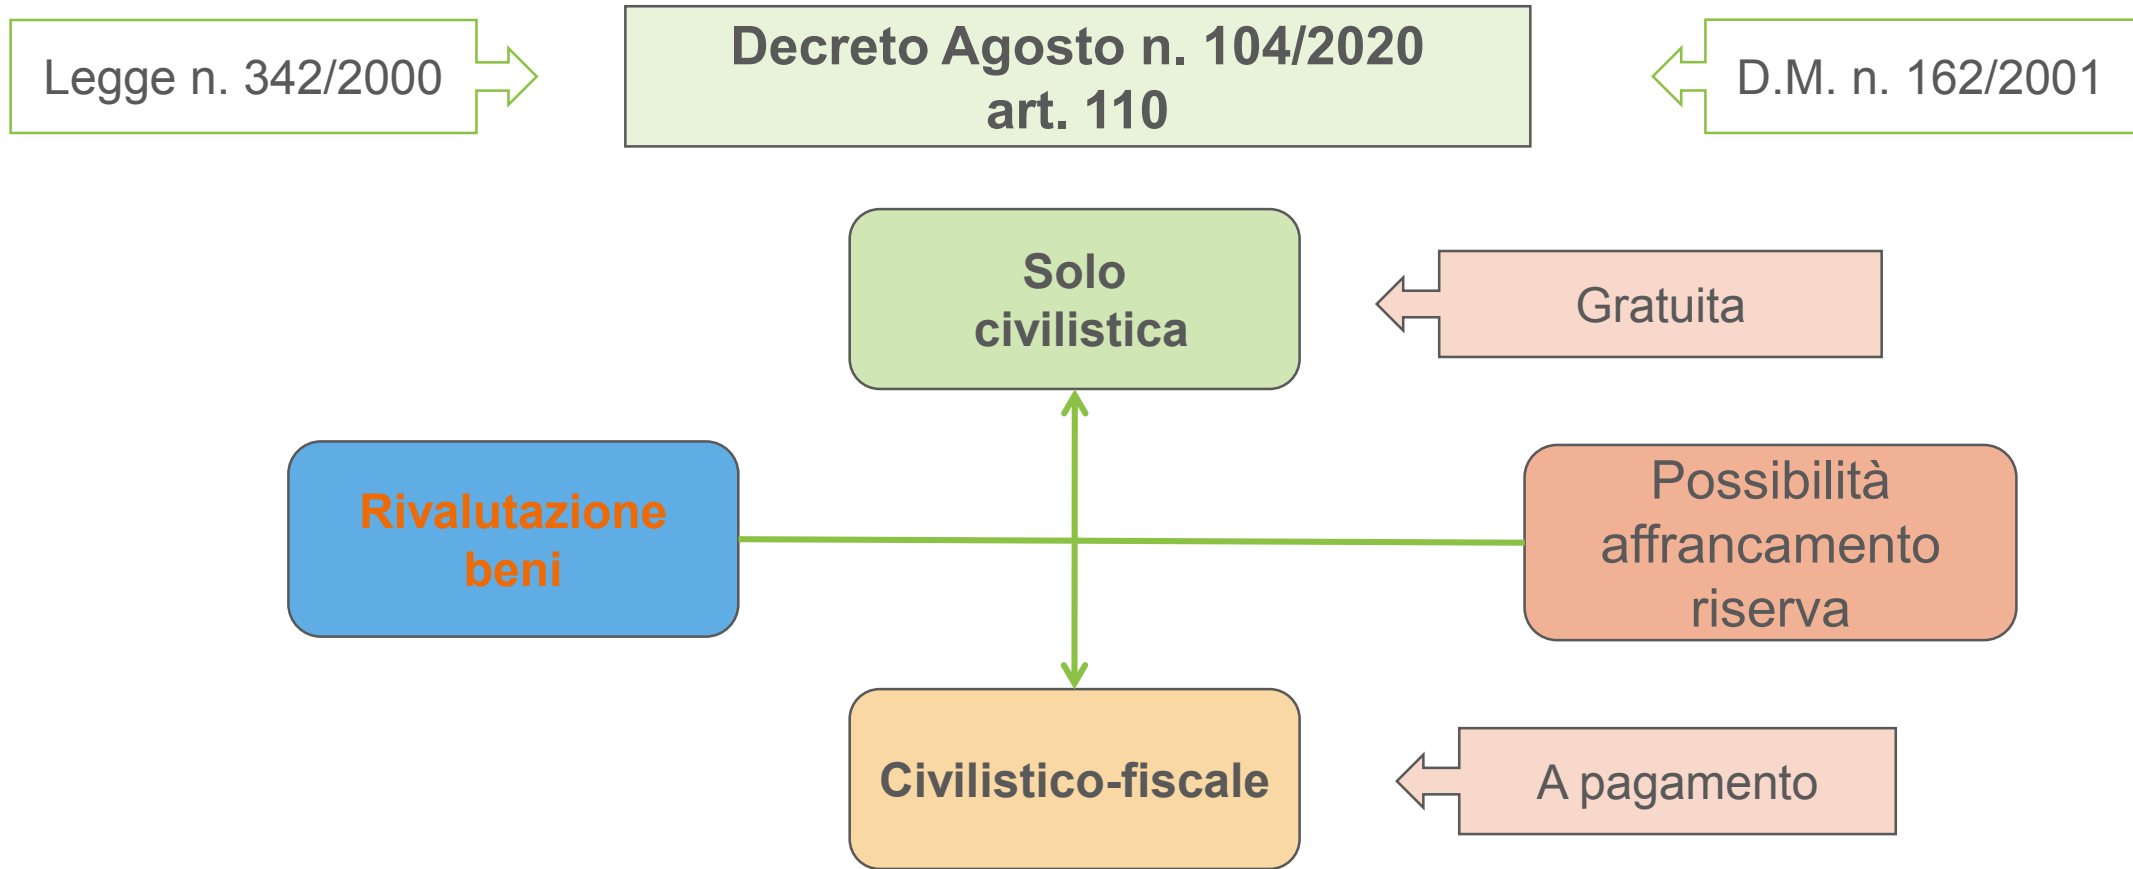 Legge n. 342/2000
Decreto Agosto n. 104/2020
art. 110
D.M. n. 162/2001
Solo
civilistica
Gratuita
Rivalutazione
beni
Possibilità
affrancamento
riserva
Civilistico-fiscale
A pagamento